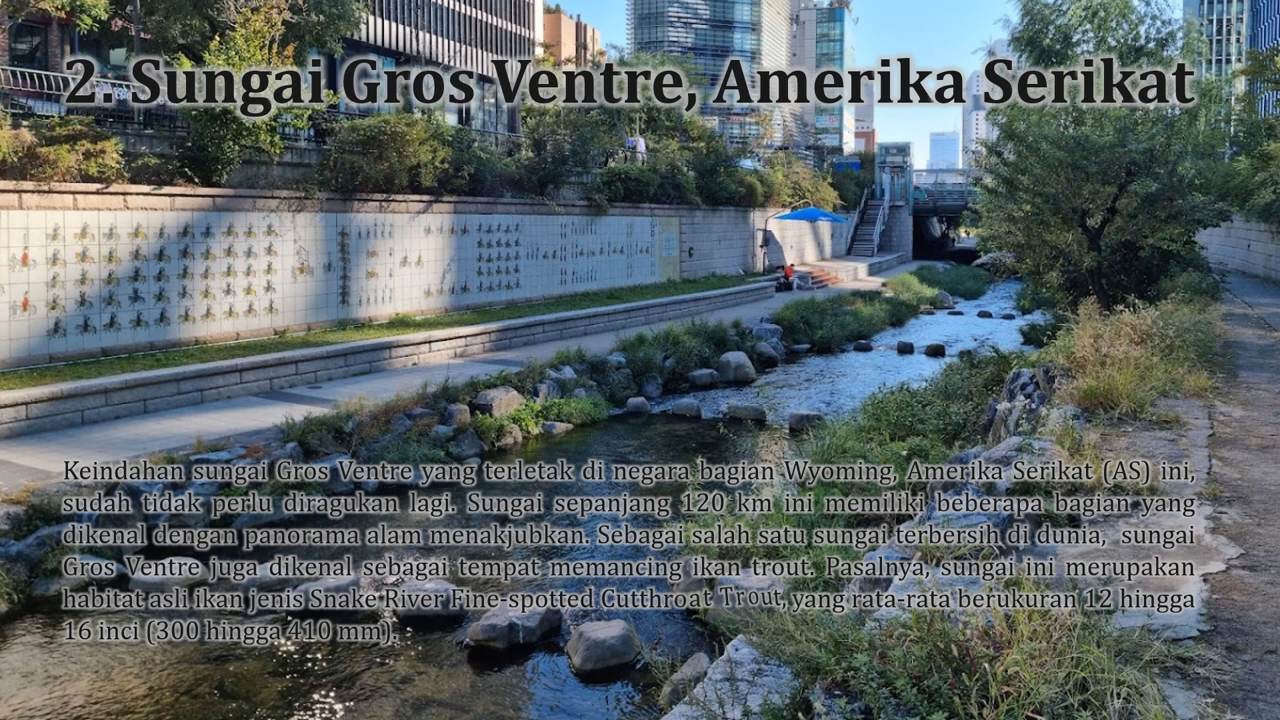 2. Sungai Gros Ventre, Amerika Serikat
Keindahan sungai Gros Ventre yang terletak di negara bagian Wyoming, Amerika Serikat (AS) ini,
sudah tidak perlu diragukan lagi. Sungai sepanjang 120 km ini memiliki beberapa bagian yang
dikenal dengan panorama alam menakjubkan. Sebagai salah satu sungai terbersih di dunia, sungai
Gros Ventre juga dikenal sebagai tempat memancing ikan trout. Pasalnya, sungai ini merupakan
habitat asli ikan jenis Snake River Fine-spotted Cutthroat Trout, yang rata-rata berukuran 12 hingga
16 inci (300 hingga 410 mm).